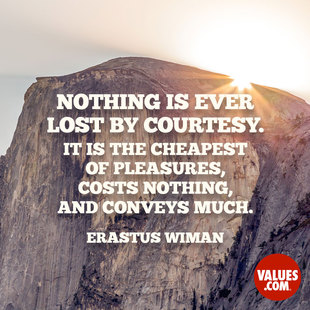 NOTHING IS EVER
LOST BY COURTESY.
IT IS THE CHEAPEST
OF PLEASURES,
COSTS NOTHING,
AND CONVEYS MUCH.
ERASTUS WIMAN
VALUES
.COM